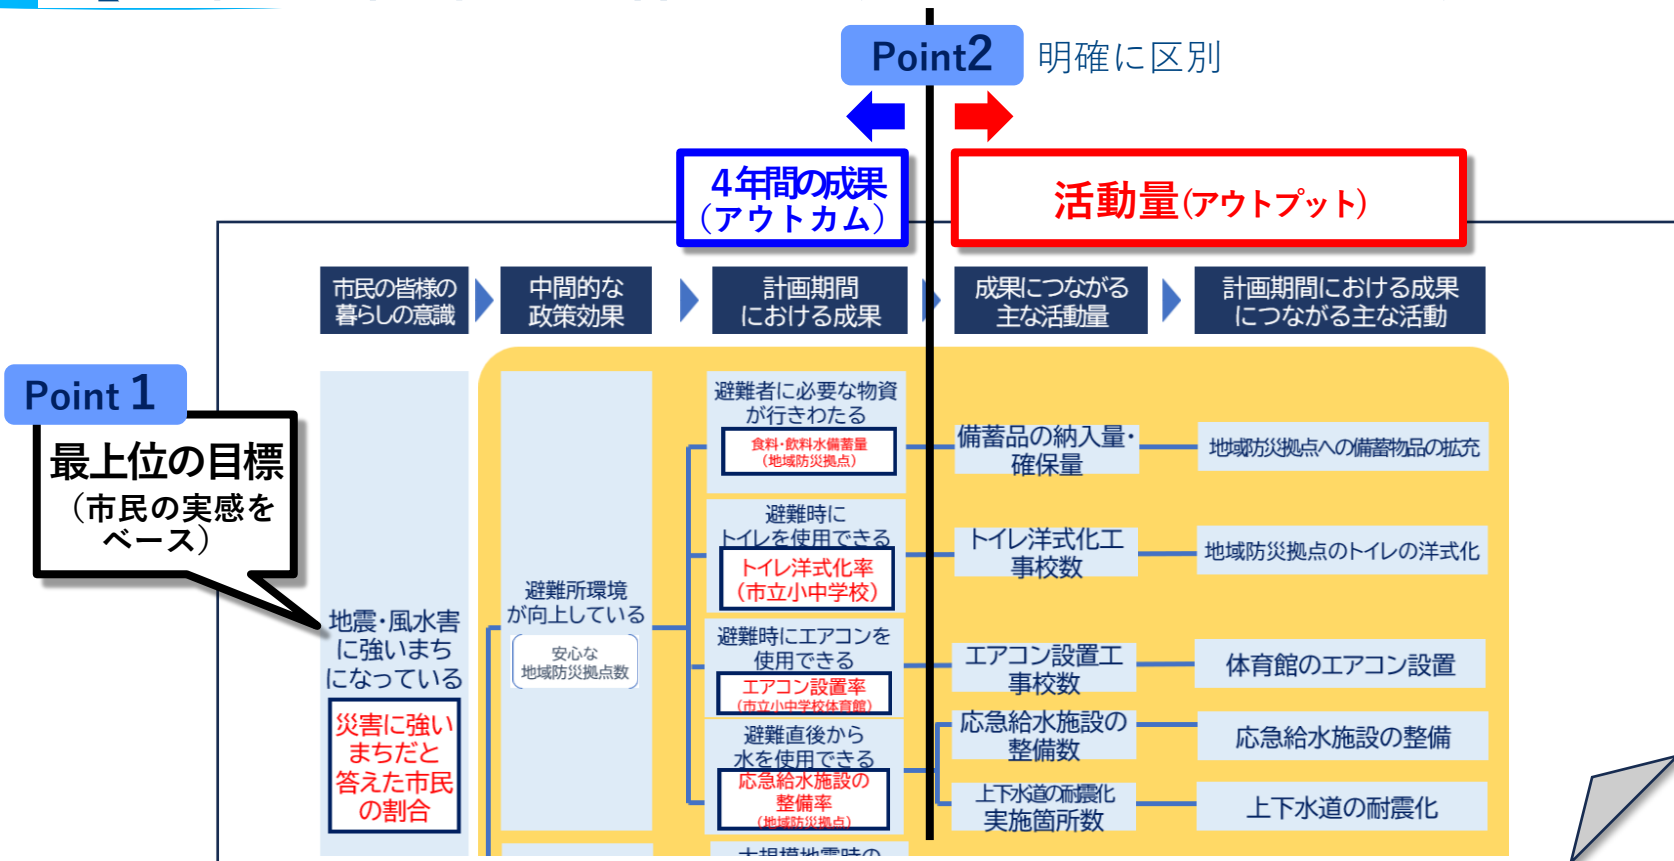 Point2
明確に区別
4年間の成果
（アウトカム）
活動量(アウトプット)
市民の皆様の
暮らしの意識
中間的な
政策効果
計画期間
における成果
成果につながる
主な活動量
計画期間における成果
につながる主な活動
Point 1
最上位の目標
（市民の実感を
ベース）
地震・風水害
に強いまち
になっている
災害に強い
まちだと
答えた市民
の割合
避難所環境
が向上している
安心な
地域防災拠点数
避難者に必要な物資
が行きわたる
食料・飲料水備蓄量
（地域防災拠点）
備蓄品の納入量・
確保量
地域防災拠点への備蓄物品の拡充
避難時に
トイレを使用できる
トイレ洋式化率
（市立小中学校）
トイレ洋式化工
事校数
地域防災拠点のトイレの洋式化
避難時にエアコンを
使用できる
エアコン設置率
（市立小中学校体育館）
エアコン設置工
事校数
体育館のエアコン設置
避難直後から
水を使用できる
応急給水施設の
整備率
（地域防災拠点）
応急給水施設の
整備数
応急給水施設の整備
上下水道の耐震化
実施箇所数
上下水道の耐震化
大規模地震時の